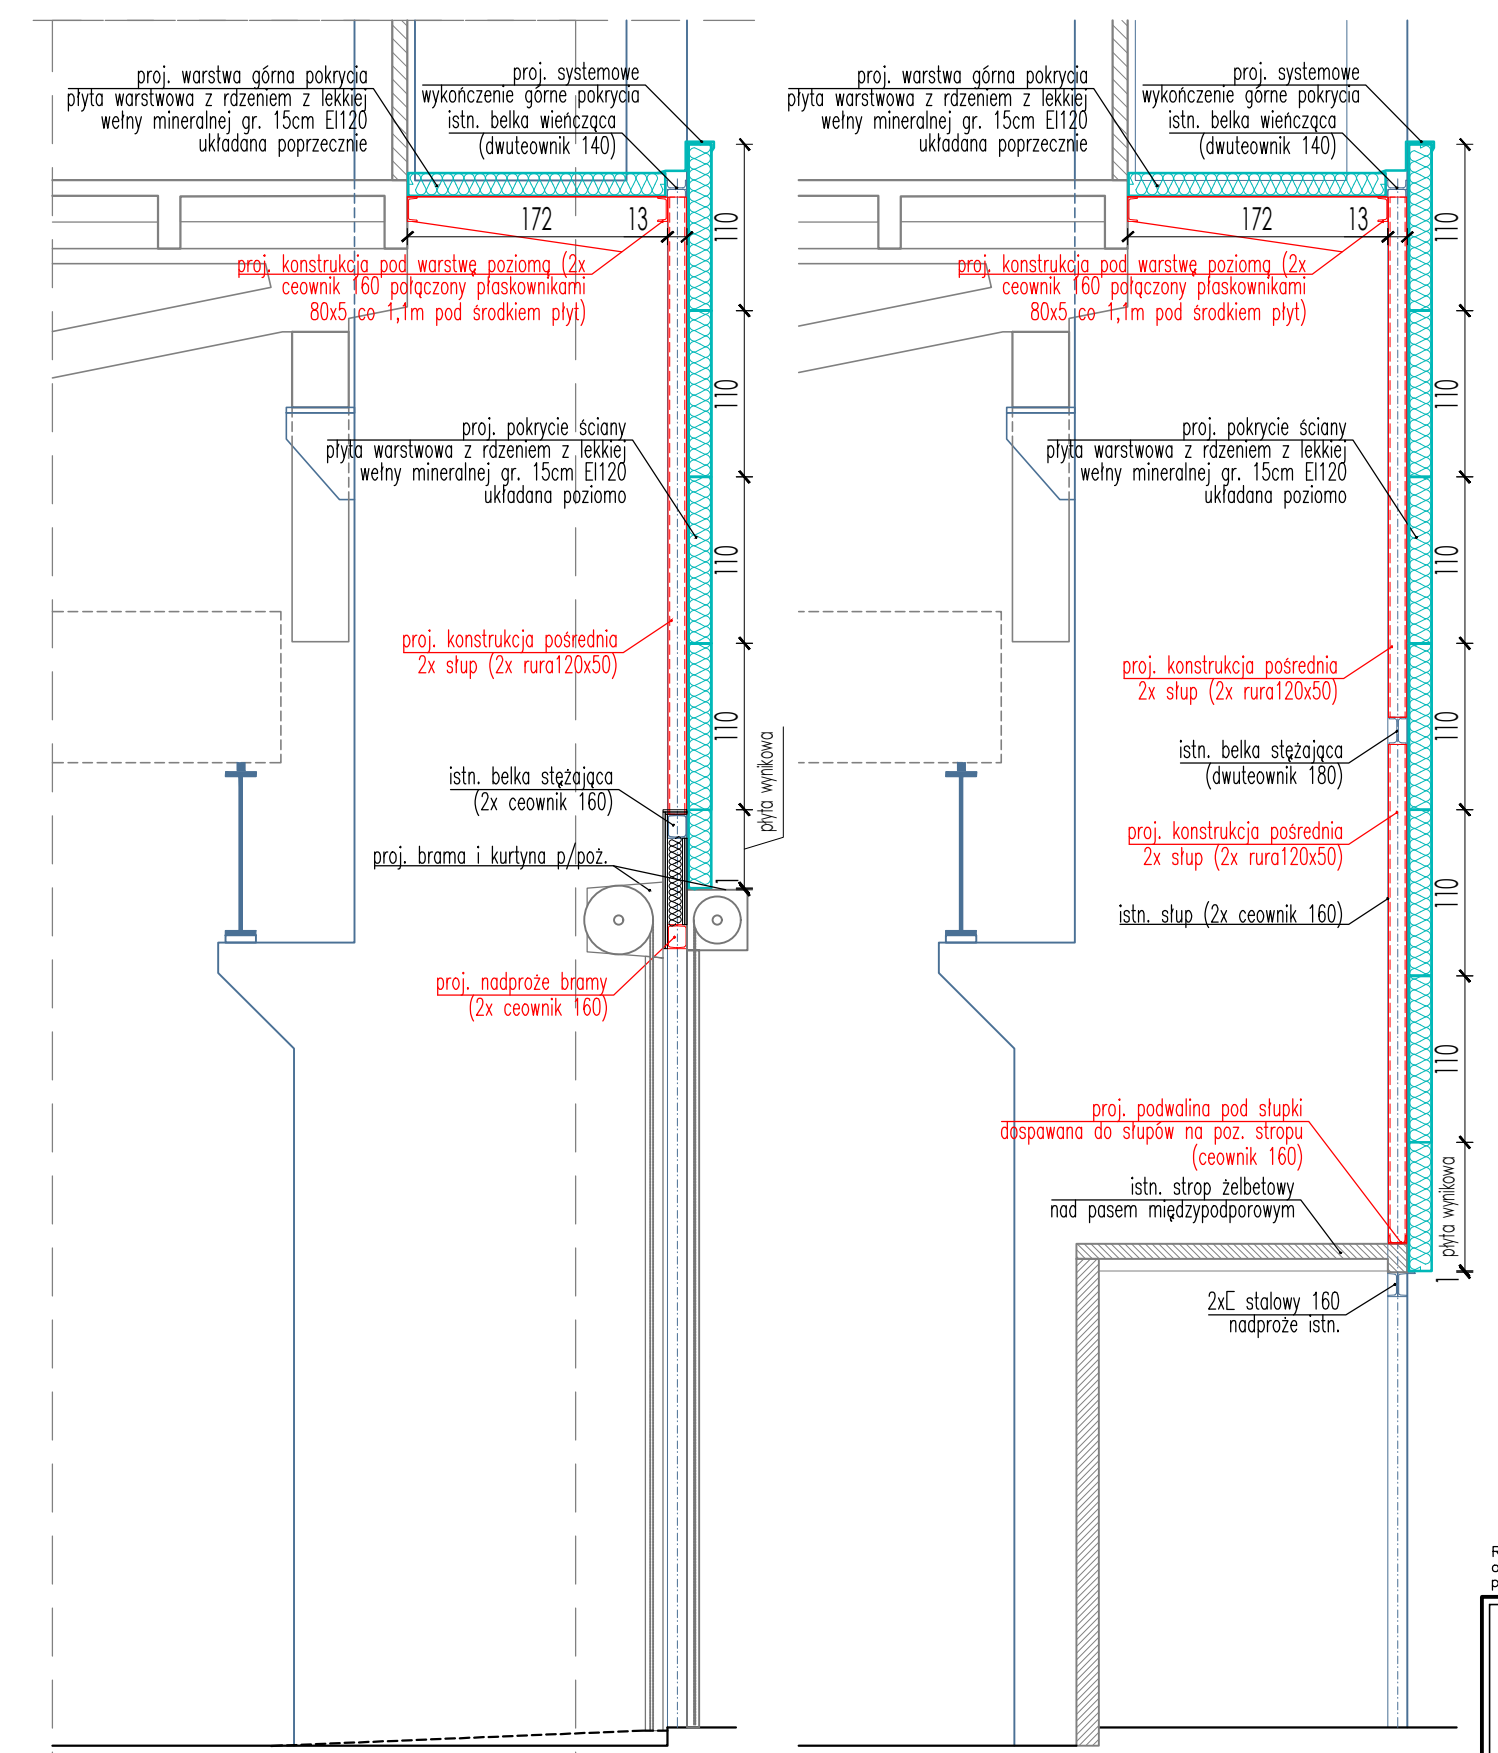 proj. warstwa górna pokrycia
płyta warstwowa z rdzeniem z lekkiej
wełny mineralnej gr. 15cm EI120
układana poprzecznie
proj. systemowe
wykończenie górne pokrycia
istn. belka wieńcząca
(dwuteownik 140)
172
13
110
proj. konstrukcja pod warstwę poziomą (2x
ceownik 160 połączony płaskownikami
80x5 co 1,1m pod środkiem płyt)
110
proj. pokrycie ściany
płyta warstwowa z rdzeniem z lekkiej
wełny mineralnej gr. 15cm EI120
układana poziomo
110
proj. konstrukcja pośrednia
2x słup (2x rura120x50)
110
istn. belka stężająca
(2x ceownik 160)
płyta wynikowa
proj. brama i kurtyna p/poż.
1
proj. nadproże bramy
(2x ceownik 160)
proj. warstwa górna pokrycia
płyta warstwowa z rdzeniem z lekkiej
wełny mineralnej gr. 15cm EI120
układana poprzecznie
proj. systemowe
wykończenie górne pokrycia
istn. belka wieńcząca
(dwuteownik 140)
172
13
110
proj. konstrukcja pod warstwę poziomą (2x
ceownik 160 połączony płaskownikami
80x5 co 1,1m pod środkiem płyt)
110
proj. pokrycie ściany
płyta warstwowa z rdzeniem z lekkiej
wełny mineralnej gr. 15cm EI120
układana poziomo
110
proj. konstrukcja pośrednia
2x słup (2x rura120x50)
110
istn. belka stężająca
(dwuteownik 180)
proj. konstrukcja pośrednia
2x słup (2x rura120x50)
110
istn. słup (2x ceownik 160)
110
proj. podwalina pod słupki
dospawana do słupów na poz. stropu
(ceownik 160)
istn. strop żelbetowy
nad pasem międzypodporowym
płyta wynikowa
1
2xE stalowy 160
nadproże istn.